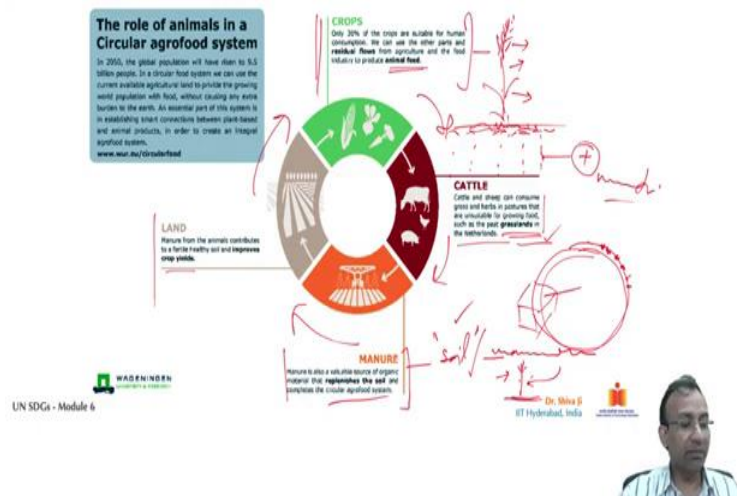 The role of animals in a
Circular agrofood system
In 2050, the global population will have risen to 9.5
billion people. In a circular food system we can use the
current available agricultural land to provide the growing
world population with food, without causing any extra
burden to the earth. An essential part of this system is
in establishing smart connections between plant-based
and animal products, in order to create an integral
agrofood system.
www.wur.eu/circularfood
CROPS
Only 30% of the crops are suitable for human
consumption. We can use the other parts and
residual flows from agriculture and the food
industry to produce animal food.
CATTLE
Cattle and sheep can consume
grass and herbs in pastures that
are unsuitable for growing food,
such as the peat grasslands in
the Netherlands.
LAND
Manure from the animals contributes
to a fertile healthy soil and improves
crop yields.
MANURE
Manure is also a valuable source of organic
material that replenishes the soil and
completes the circular agrofood system.
"soil"
WAGENINGEN
UNIVERSITY & RESEARCH
UN SDGs - Module 6
Dr. Shiva Ji
IIT Hyderabad, India